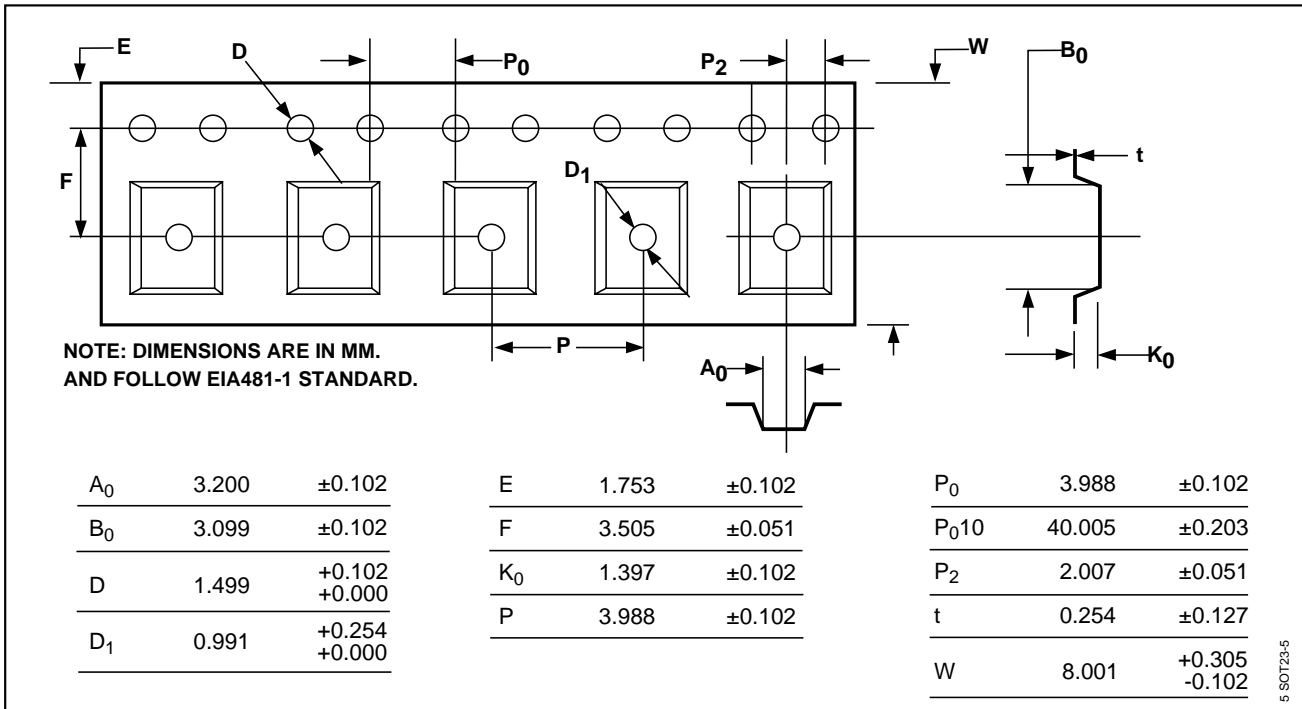 E
D
P0
P2
W
B0
t
F
D1
NOTE: DIMENSIONS ARE IN MM.
AND FOLLOW EIA481-1 STANDARD.
P
A0
K0
A0 3.200 ±0.102
B0 3.099 ±0.102
D 1.499 +0.102
+0.000
D1 0.991 +0.254
+0.000
E 1.753 ±0.102
F 3.505 ±0.051
K0 1.397 ±0.102
P 3.988 ±0.102
P0 3.988 ±0.102
P010 40.005 ±0.203
P2 2.007 ±0.051
t 0.254 ±0.127
W 8.001 +0.305
-0.102
5 SOT23-5